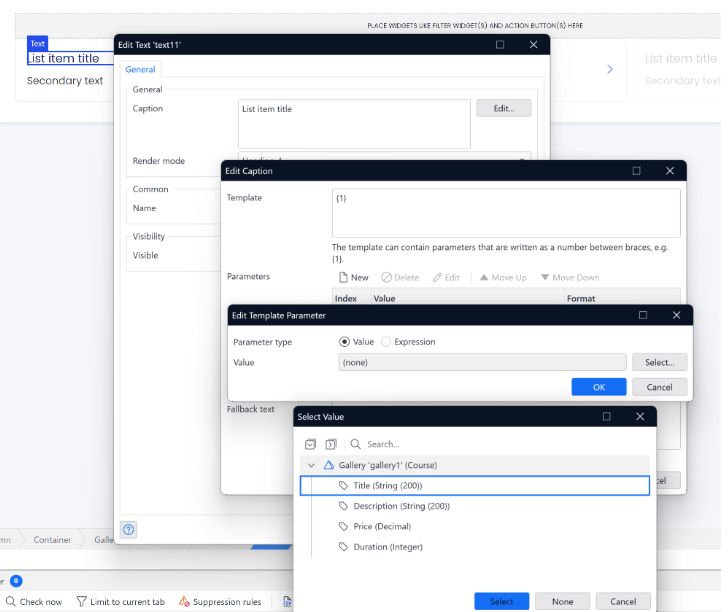 PLACE WIDGETS LIKE FILTER WIDGET(S) AND ACTION BUTTON(S) HERE
Text
List item title
Secondary text
List item title
Secondary text
Edit Text 'text11'
General
General
Caption
List item title
Edit...
Render mode
Common
Name
Visibility
Visible
Edit Caption
Template
{1}
The template can contain parameters that are written as a number between braces, e.g.
{1}.
Parameters
New
Delete
Edit
Move Up
Move Down
Index
Value
Format
Edit Template Parameter
Parameter type
Value
Expression
Value
(none)
Select...
OK
Cancel
Fallback text
Select Value
Search...
Gallery 'gallery1' (Course)
Title (String (200))
Description (String (200))
Price (Decimal)
Duration (Integer)
Select
None
Cancel
Container
Check now
Limit to current tab
Suppression rules